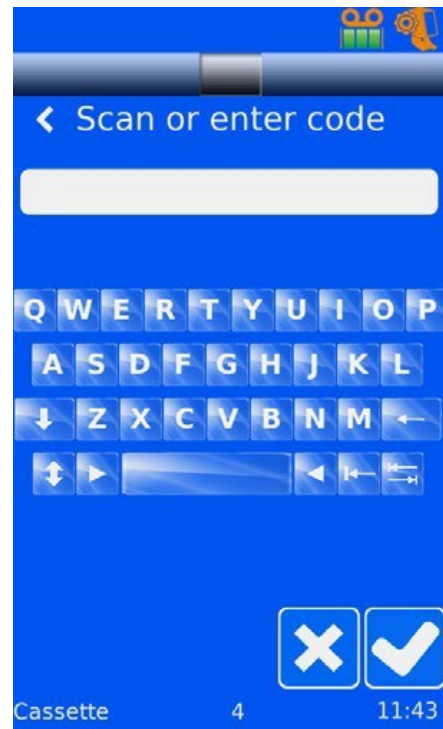 Scan or enter code
Q W E R T Y U I O P
A S D F G H J K L
Z X C V B N M
Cassette 4 11:43